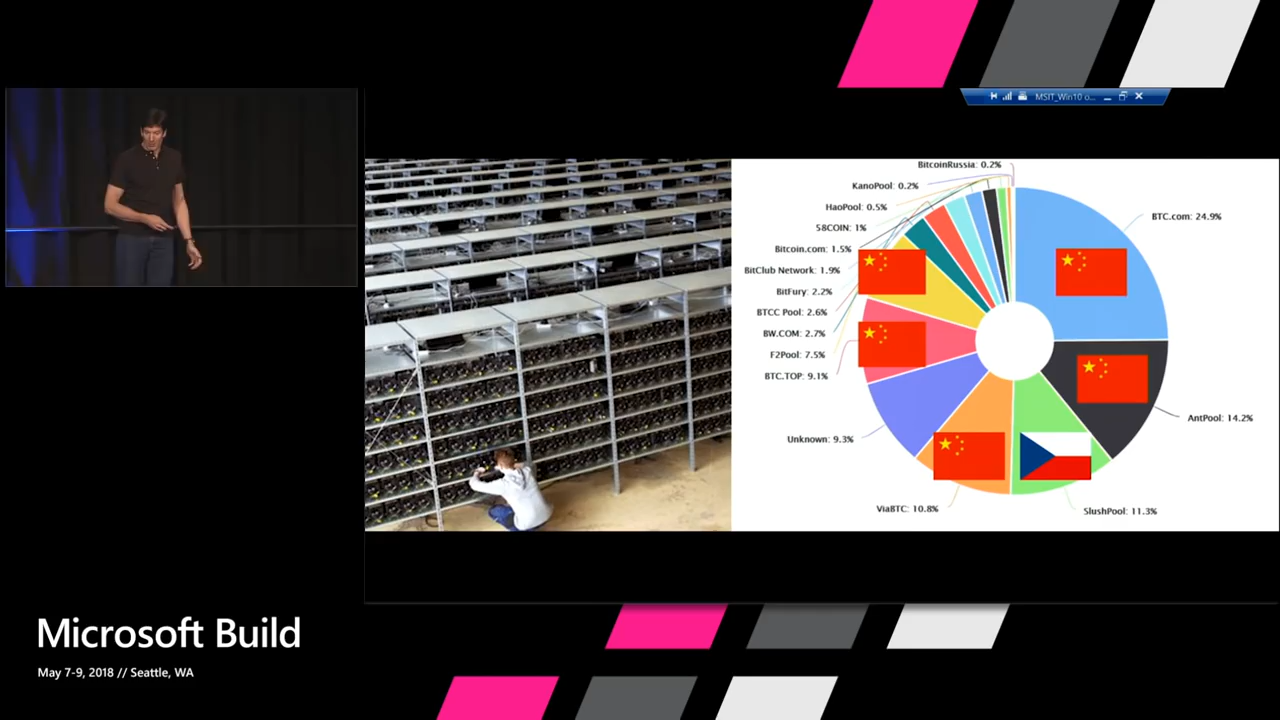 MSIT_Win10 o...
BitcoinRussia: 0.2%
KanoPool: 0.2%
HaoPool: 0.5%
58COIN: 1%
Bitcoin.com: 1.5%
BitClub Network: 1.9%
BitFury: 2.2%
BTCC Pool: 2.6%
BW.COM: 2.7%
F2Pool: 7.5%
BTC.TOP: 9.1%
Unknown: 9.3%
ViaBTC: 10.8%
SlushPool: 11.3%
AntPool: 14.2%
BTC.com: 24.9%
Microsoft Build
May 7-9, 2018 // Seattle, WA